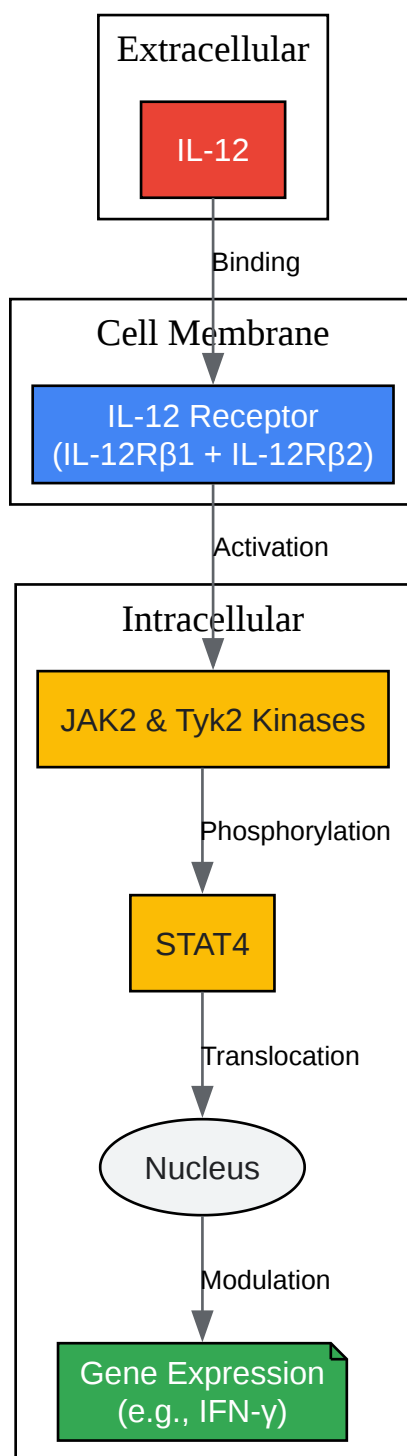 Extracellular
IL-12
Binding
Cell Membrane
IL-12 Receptor
(IL-12Rβ1 + IL-12Rβ2)
Activation
Intracellular
JAK2 & Tyk2 Kinases
Phosphorylation
STAT4
Translocation
Nucleus
Modulation
Gene Expression
(e.g., IFN-γ)